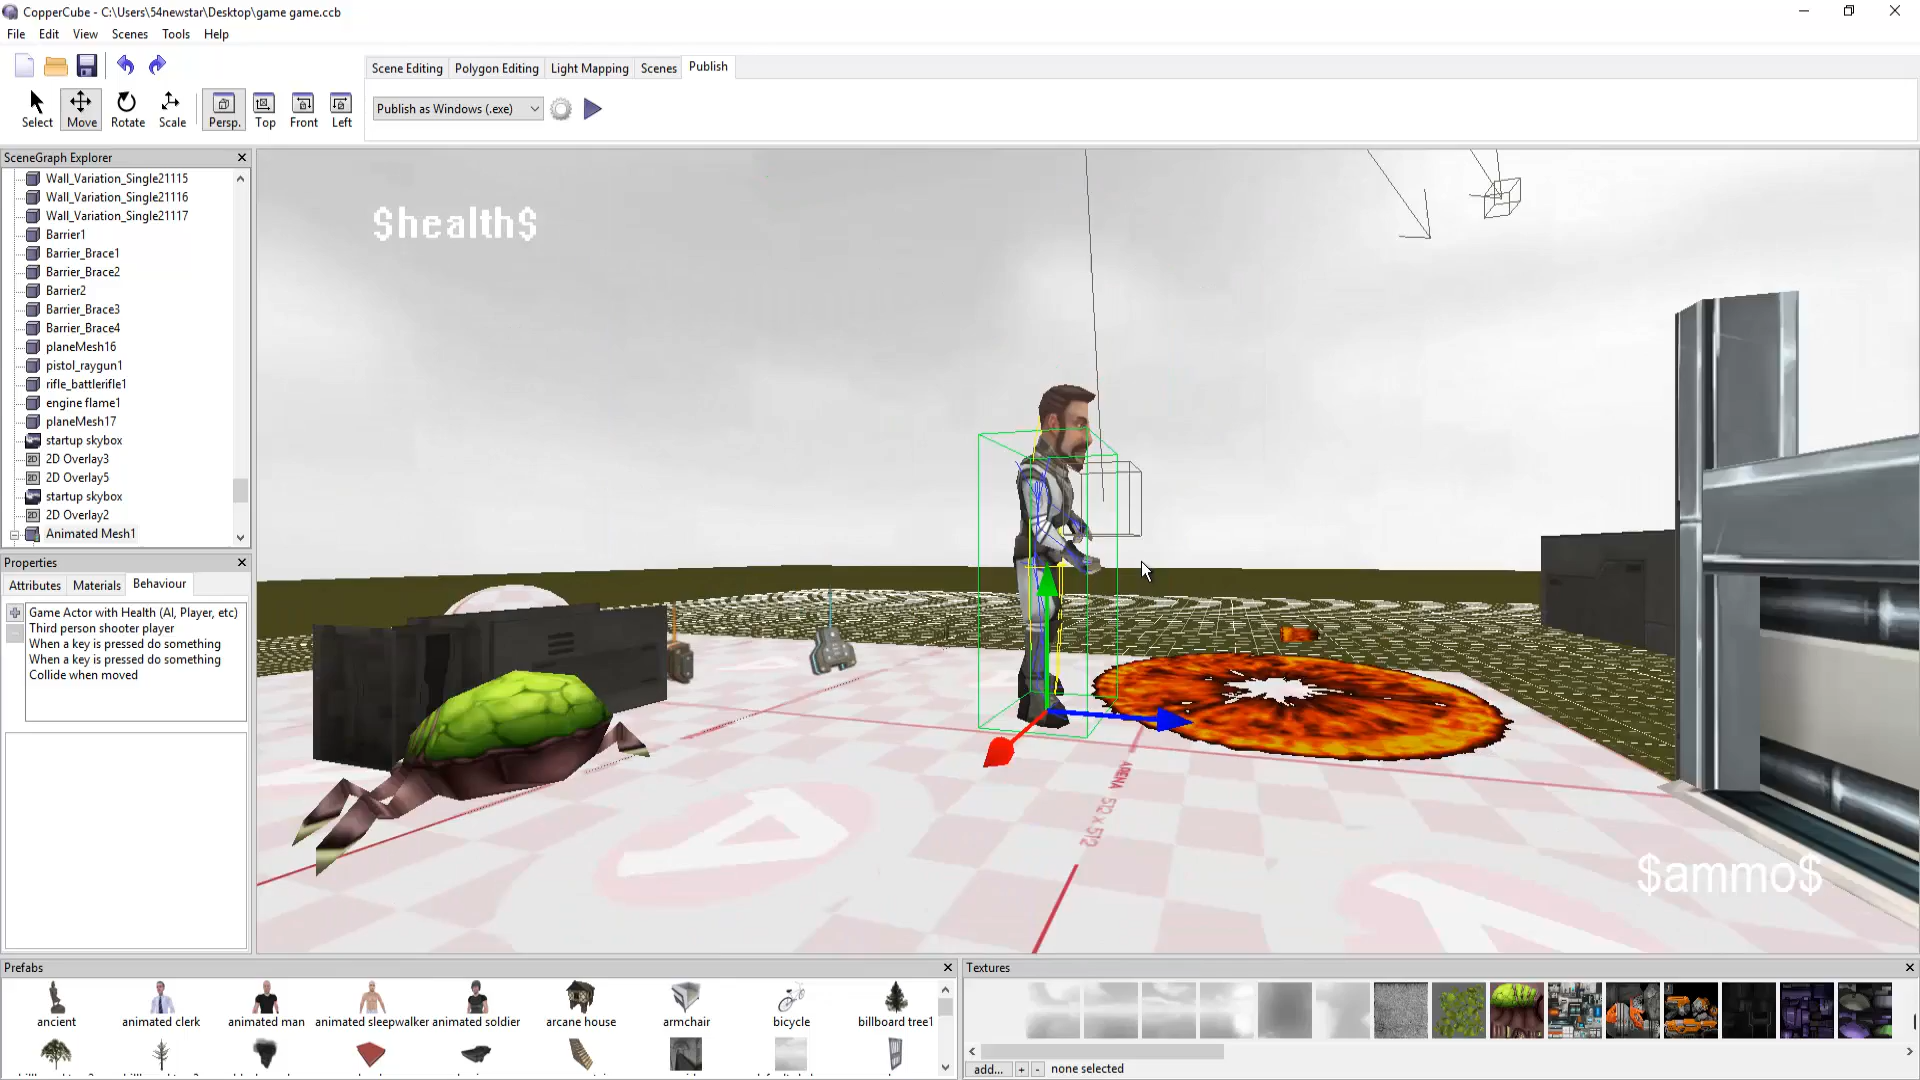 CopperCube - C:\Users\54newstar\Desktop\game game.ccb
File Edit View Scenes Tools Help
Scene Editing Polygon Editing Light Mapping Scenes Publish
Select Move Rotate Scale Persp. Top Front Left
Publish as Windows (.exe)
SceneGraph Explorer
Wall_Variation_Single21115
Wall_Variation_Single21116
Wall_Variation_Single21117
Barrier1
Barrier_Brace1
Barrier_Brace2
Barrier2
Barrier_Brace3
Barrier_Brace4
planeMesh16
pistol_raygun1
rifle_battlerifle1
engine flame1
planeMesh17
startup skybox
2D Overlay3
2D Overlay5
startup skybox
2D Overlay2
Animated Mesh1
Properties
Attributes Materials Behaviour
Game Actor with Health (AI, Player, etc)
Third person shooter player
When a key is pressed do something
When a key is pressed do something
Collide when moved
$health$
ARENA 512 x 512
$ammo$
Prefabs
ancient animated clerk animated man animated sleepwalker animated soldier arcane house armchair bicycle billboard tree1
Textures
add... + - none selected